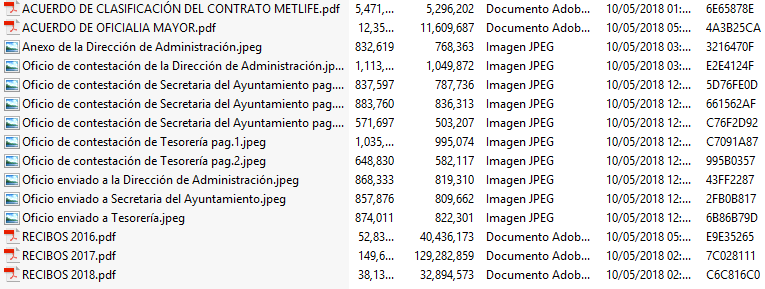 ACUERDO DE CLASIFICACIÓN DEL CONTRATO METLIFE.pdf 5,471,... 5,296,202 Documento Adob... 10/05/2018 01:... 6E65878E
ACUERDO DE OFICIALIA MAYOR.pdf 12,35... 11,609,687 Documento Adob... 10/05/2018 05:... 4A3B25CA
Anexo de la Dirección de Administración.jpeg 832,619 768,363 Imagen JPEG 10/05/2018 03:... 3216470F
Oficio de contestación de la Dirección de Administración.jp... 1,113,... 1,049,872 Imagen JPEG 10/05/2018 03:... E2E4124F
Oficio de contestación de Secretaria del Ayuntamiento pag.... 837,597 787,736 Imagen JPEG 10/05/2018 12:... 5D76FE0D
Oficio de contestación de Secretaria del Ayuntamiento pag.... 883,760 836,313 Imagen JPEG 10/05/2018 12:... 661562AF
Oficio de contestación de Secretaria del Ayuntamiento pag.... 571,697 503,207 Imagen JPEG 10/05/2018 12:... C76F2D92
Oficio de contestación de Tesorería pag.1.jpeg 1,035,... 995,074 Imagen JPEG 10/05/2018 12:... C7091A87
Oficio de contestación de Tesorería pag.2.jpeg 648,830 582,117 Imagen JPEG 10/05/2018 12:... 995B0357
Oficio enviado a la Dirección de Administración.jpeg 868,333 819,310 Imagen JPEG 10/05/2018 12:... 43FF2287
Oficio enviado a Secretaria del Ayuntamiento.jpeg 857,876 809,662 Imagen JPEG 10/05/2018 12:... 2FB0B817
Oficio enviado a Tesorería.jpeg 874,011 822,301 Imagen JPEG 10/05/2018 12:... 6B86B79D
RECIBOS 2016.pdf 52,83... 40,436,173 Documento Adob... 10/05/2018 05:... E9E35265
RECIBOS 2017.pdf 149,6... 129,282,859 Documento Adob... 10/05/2018 05:... 7C028111
RECIBOS 2018.pdf 38,13... 32,894,573 Documento Adob... 10/05/2018 05:... C6C816C0